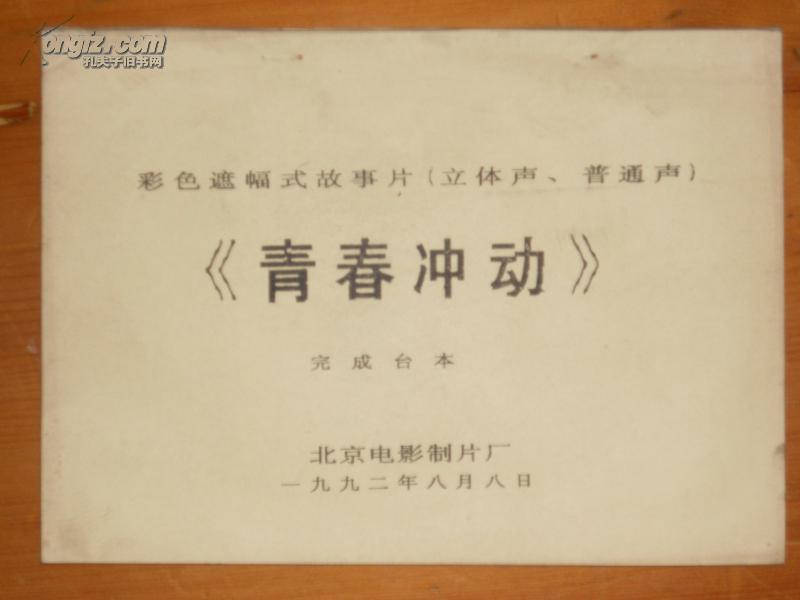 Kongfz.com
孔夫子旧书网
彩色遮幅式故事片(立体声、普通声)
《青春冲动》
完成台本
北京电影制片厂
一九九二年八月八日